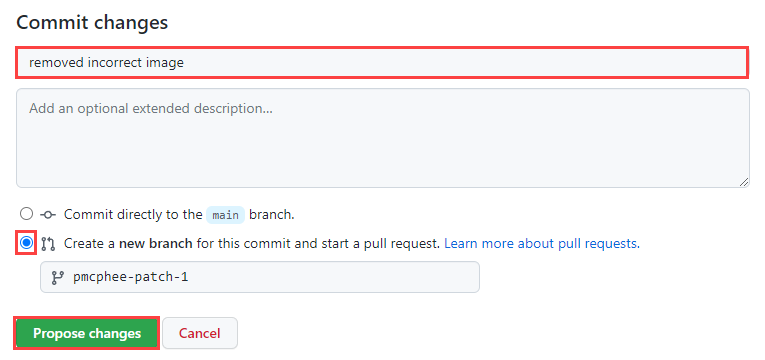 Commit changes
removed incorrect image
Add an optional extended description...
Commit directly to the main branch.
Create a new branch for this commit and start a pull request. Learn more about pull requests.
pmcphee-patch-1
Propose changes Cancel